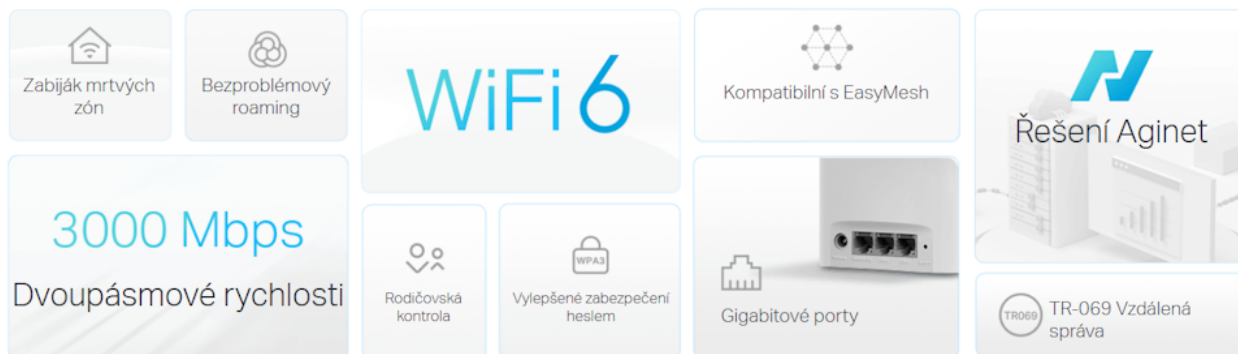 Zabiják mrtvých
zón
Bezproblémový
roaming
WiFi 6
Kompatibilní s EasyMesh
Řešení Aginet
3000 Mbps
Dvoupásmové rychlosti
Rodičovská
kontrola
WPA3
Vylepšené zabezpečení
heslem
Gigabitové porty
TR069
TR-069 Vzdálená
správa